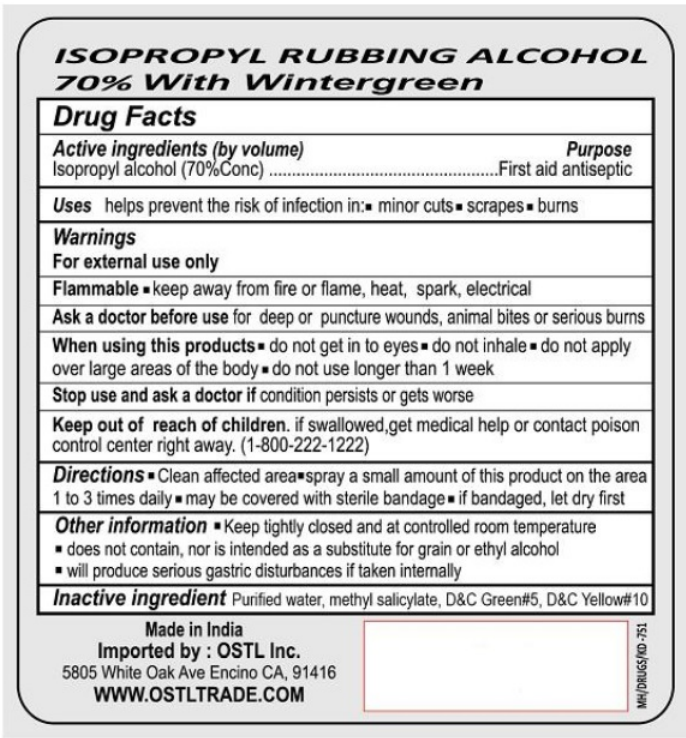 ISOPROPYL RUBBING ALCOHOL
70% With Wintergreen
Drug Facts
Active ingredients (by volume) Purpose
Isopropyl alcohol (70%Conc) ..................................................First aid antiseptic
Uses helps prevent the risk of infection in:▪ minor cuts▪ scrapes▪ burns
Warnings
For external use only
Flammable ▪ keep away from fire or flame, heat, spark, electrical
Ask a doctor before use for deep or puncture wounds, animal bites or serious burns
When using this products ▪ do not get in to eyes ▪ do not inhale ▪ do not apply
over large areas of the body ▪ do not use longer than 1 week
Stop use and ask a doctor if condition persists or gets worse
Keep out of reach of children. if swallowed,get medical help or contact poison
control center right away. (1-800-222-1222)
Directions ▪ Clean affected area▪spray a small amount of this product on the area
1 to 3 times daily ▪ may be covered with sterile bandage ▪ if bandaged, let dry first
Other information ▪ Keep tightly closed and at controlled room temperature
▪ does not contain, nor is intended as a substitute for grain or ethyl alcohol
▪ will produce serious gastric disturbances if taken internally
Inactive ingredient Purified water, methyl salicylate, D&C Green#5, D&C Yellow#10
Made in India
Imported by : OSTL Inc.
5805 White Oak Ave Encino CA, 91416
WWW.OSTLTRADE.COM
MH/DRUGS/KD-751